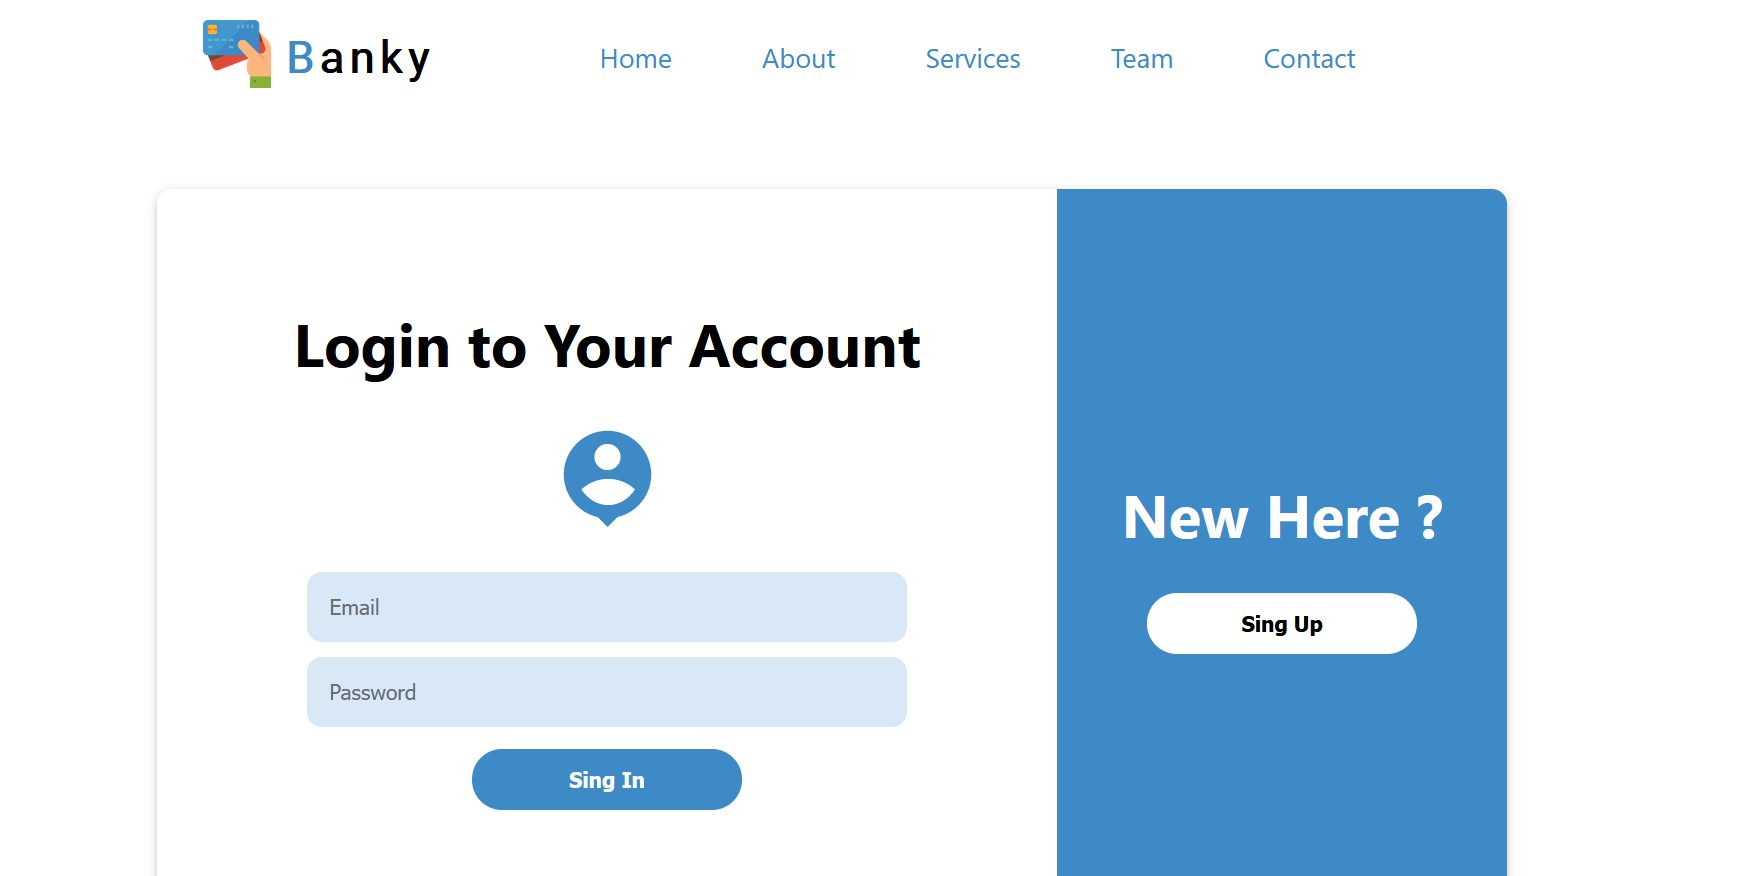 Banky
Home About Services Team Contact
Login to Your Account
Email
Password
Sing In
New Here ?
Sing Up